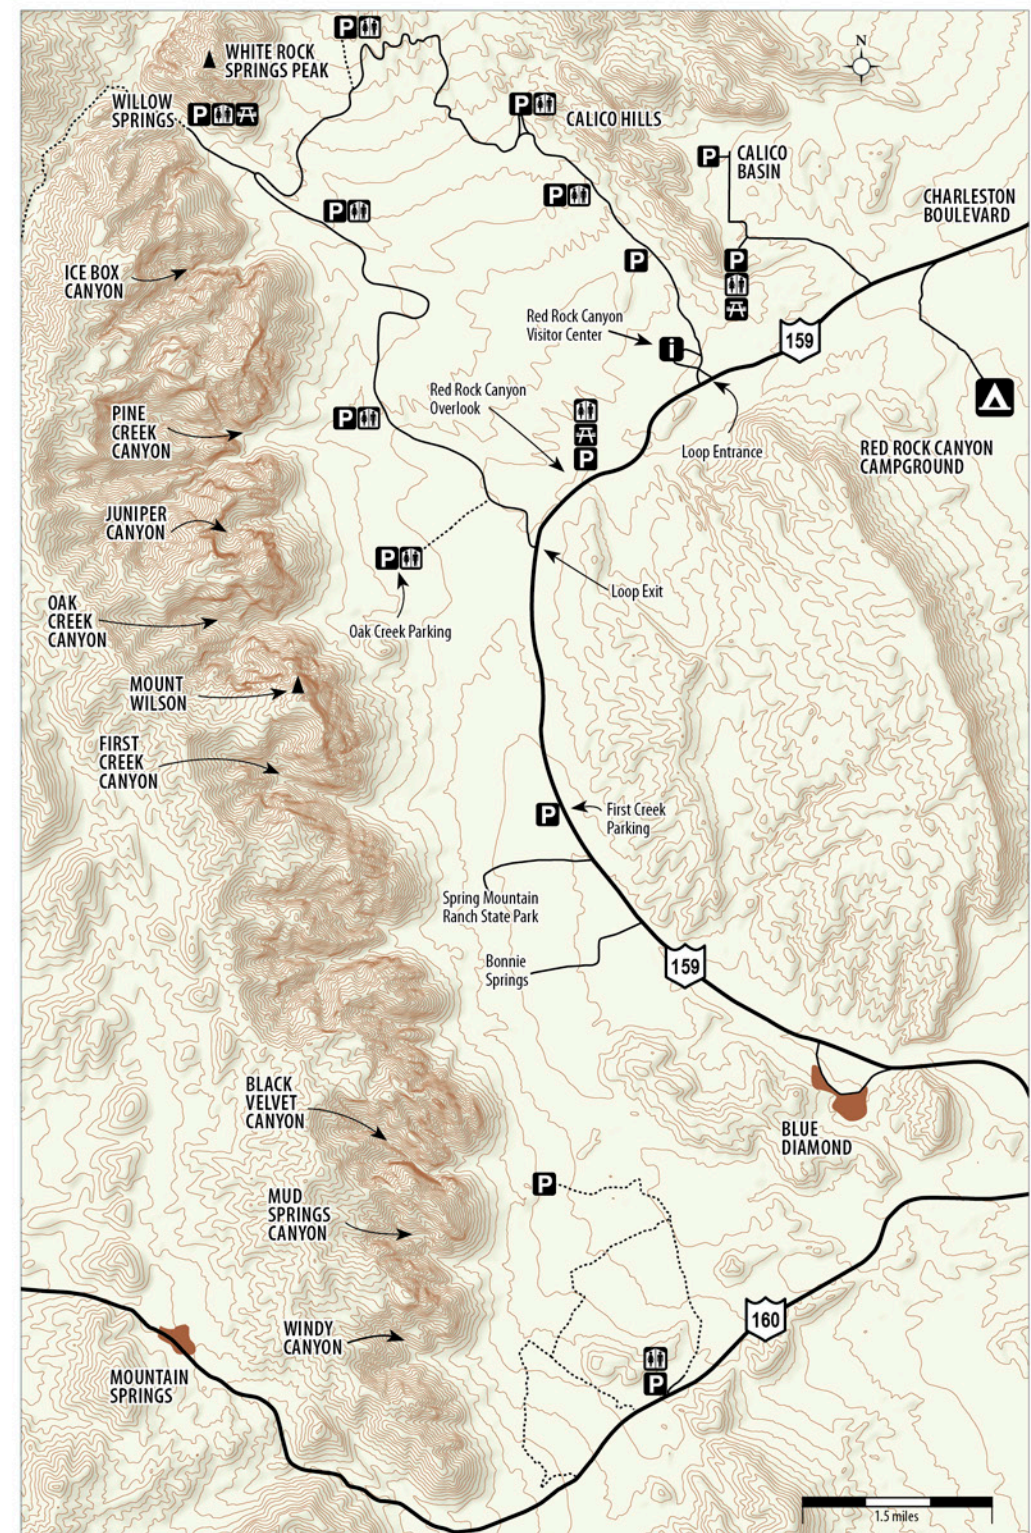 P
WHITE ROCK
SPRINGS PEAK
N
WILLOW
SPRINGS
P
P
CALICO HILLS
P
CALICO
BASIN
P
P
CHARLESTON
BOULEVARD
ICE BOX
CANYON
P
P
Red Rock Canyon
Visitor Center
i
159
Red Rock Canyon
Overlook
PINE
CREEK
CANYON
P
P
Loop Entrance
RED ROCK CANYON
CAMPGROUND
JUNIPER
CANYON
P
Loop Exit
OAK
CREEK
CANYON
Oak Creek Parking
MOUNT
WILSON
FIRST
CREEK
CANYON
P
First Creek
Parking
Spring Mountain
Ranch State Park
Bonnie
Springs
159
BLACK
VELVET
CANYON
BLUE
DIAMOND
P
MUD
SPRINGS
CANYON
160
WINDY
CANYON
P
MOUNTAIN
SPRINGS
1.5 miles